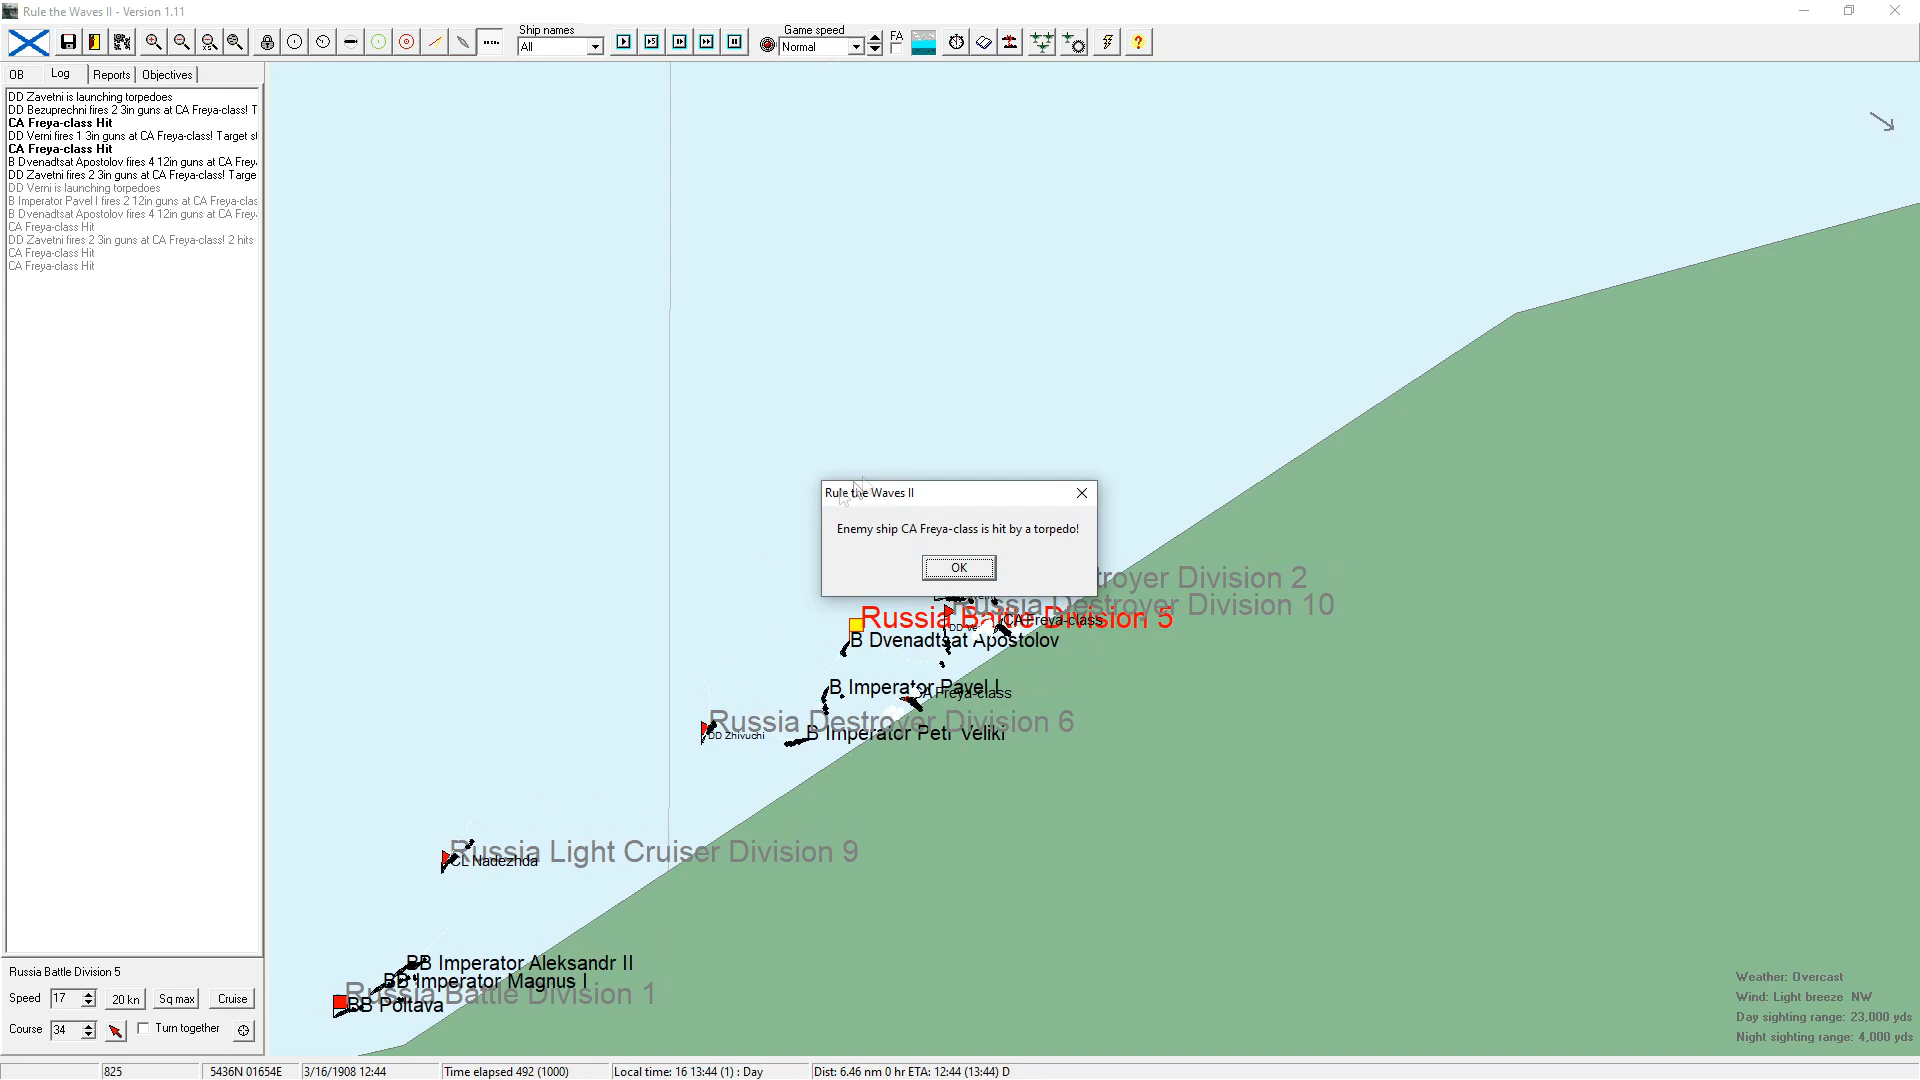 Rule the Waves II - Version 1.11
Ship names
All
Game speed
Normal
FA
OB
Log
Reports
Objectives
DD Zavetni is launching torpedoes
DD Bezuprechni fires 2 3in guns at CA Freya-class! T
CA Freya-class Hit
DD Verni fires 1 3in guns at CA Freya-class! Target st
CA Freya-class Hit
B Dvenadtsat Apostolov fires 4 12in guns at CA Frey
DD Zavetni fires 2 3in guns at CA Freya-class! Targe
DD Verni is launching torpedoes
B Imperator Pavel I fires 2 12in guns at CA Freya-clas
B Dvenadtsat Apostolov fires 4 12in guns at CA Frey
CA Freya-class Hit
DD Zavetni fires 2 3in guns at CA Freya-class! 2 hits
CA Freya-class Hit
CA Freya-class Hit
Rule the Waves II
Enemy ship CA Freya-class is hit by a torpedo!
OK
troyer Division 2
Russia Destroyer Division 10
Russia Battle Division 5
CA Freya-class
DD Ve
B Dvenadtsat Apostolov
B Imperator Pavel I
CA Freya-class
Russia Destroyer Division 6
DD Zhivuchi
B Imperator Petr Veliki
Russia Light Cruiser Division 9
CL Nadezhda
BB Imperator Aleksandr II
BB Imperator Magnus I
Russia Battle Division 1
BB Poltava
Weather: Overcast
Wind: Light breeze NW
Day sighting range: 23,000 yds
Night sighting range: 4,000 yds
Russia Battle Division 5
Speed
17
20 kn
Sq max
Cruise
Course
34
Turn together
825
5436N 01654E
3/16/1908 12:44
Time elapsed 492 (1000)
Local time: 16 13:44 (1) : Day
Dist: 6.46 nm 0 hr ETA: 12:44 (13:44) D